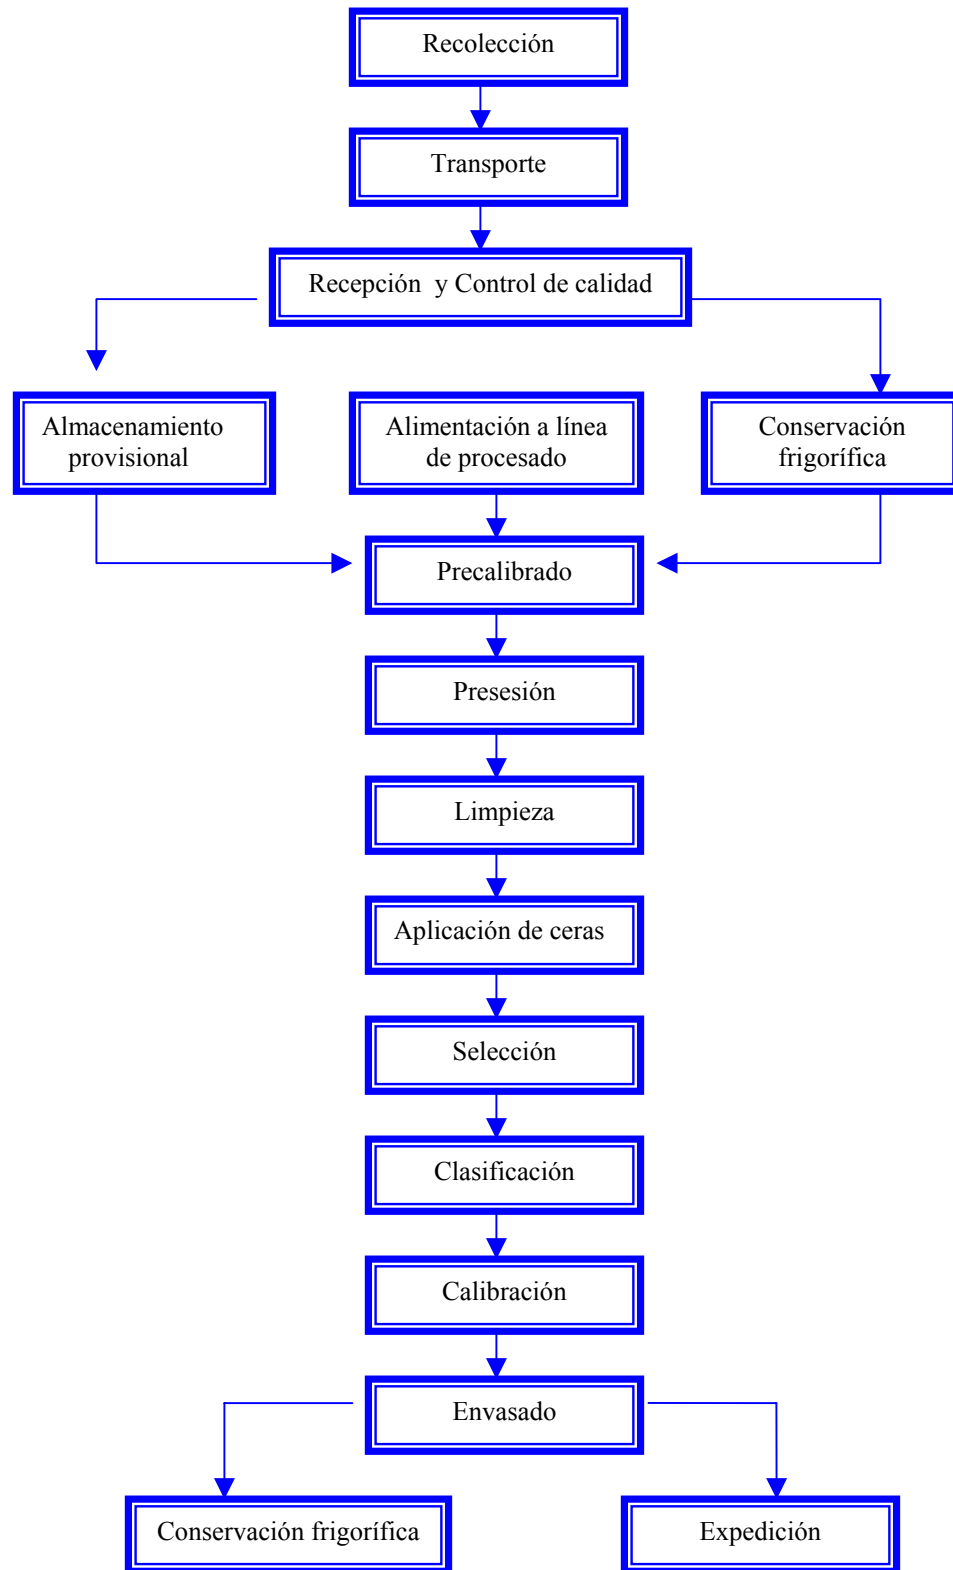 Recolección
Transporte
Recepción y Control de calidad
Almacenamiento
provisional
Alimentación a línea
de procesado
Conservación
frigorífica
Precalibrado
Presesión
Limpieza
Aplicación de ceras
Selección
Clasificación
Calibración
Envasado
Conservación frigorífica
Expedición